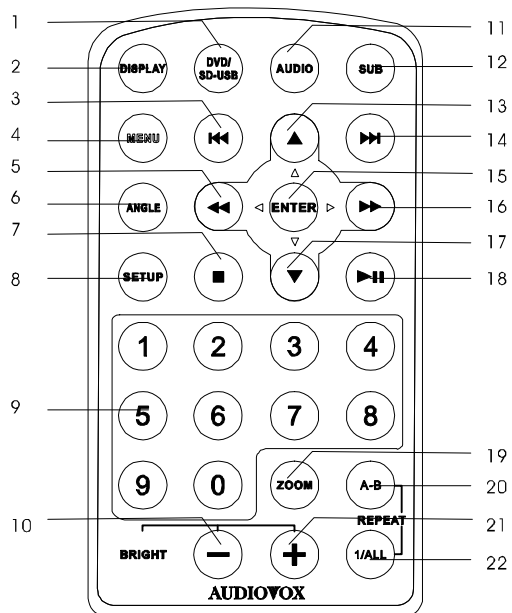 1
2
3
4
5
6
7
8
9
10
11
12
13
14
15
16
17
18
19
20
21
22
DISPLAY
DVD/
SD-USB
AUDIO
SUB
MENU
ANGLE
ENTER
SETUP
1 2 3 4
5 6 7 8
9 0 ZOOM A-B
REPEAT
BRIGHT − + 1/ALL
AUDIOVOX